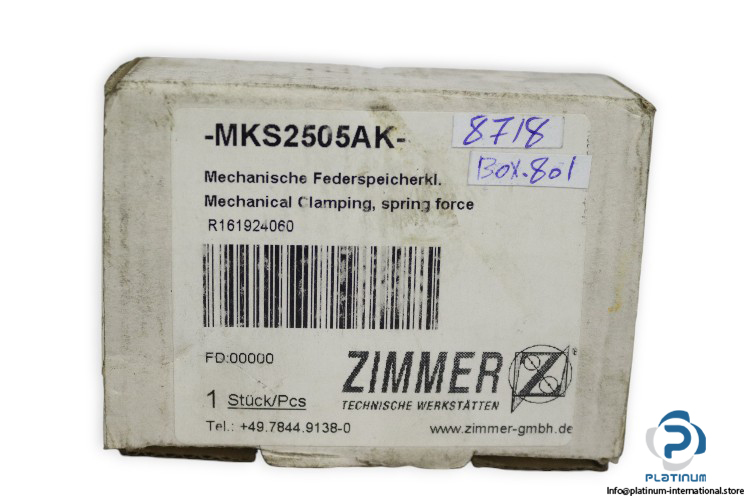 -MKS2505AK-
8718
Box.801
Mechanische Federspeicherkl.
Mechanical Clamping, spring force
R161924060
FD:00000
ZIMMER
TECHNISCHE WERKSTÄTTEN
1 Stück/Pcs
Tel.: +49.7844.9138-0
www.zimmer-gmbh.de
PLATINUM
Info@platinum-international.store